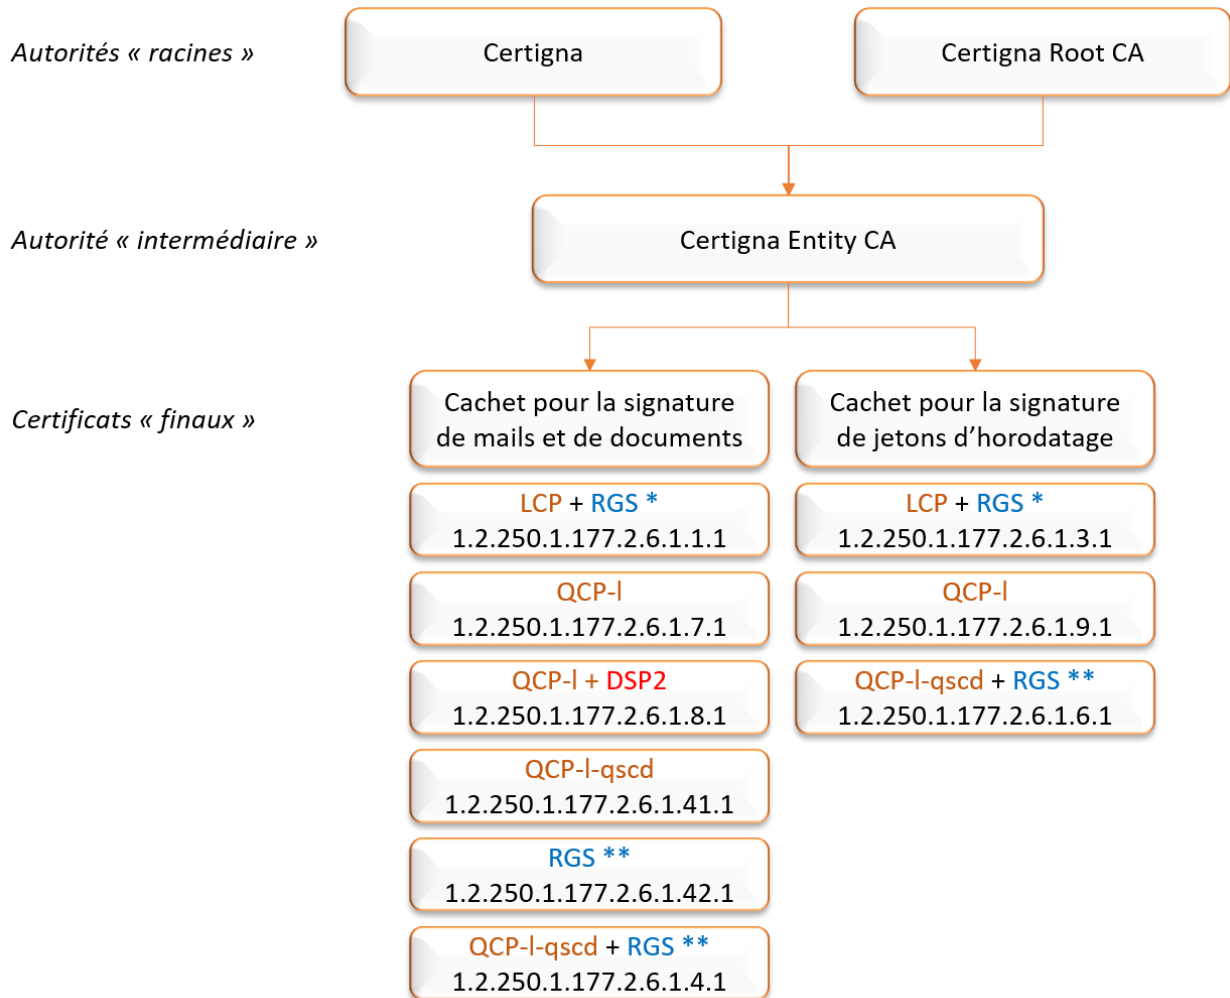 Autorités « racines »
Certigna
Certigna Root CA
Autorité « intermédiaire »
Certigna Entity CA
Certificats « finaux »
Cachet pour la signature
de mails et de documents
LCP + RGS *
1.2.250.1.177.2.6.1.1.1
QCP-l
1.2.250.1.177.2.6.1.7.1
QCP-l + DSP2
1.2.250.1.177.2.6.1.8.1
QCP-l-qscd
1.2.250.1.177.2.6.1.41.1
RGS **
1.2.250.1.177.2.6.1.42.1
QCP-l-qscd + RGS **
1.2.250.1.177.2.6.1.4.1
Cachet pour la signature
de jetons d’horodatage
LCP + RGS *
1.2.250.1.177.2.6.1.3.1
QCP-l
1.2.250.1.177.2.6.1.9.1
QCP-l-qscd + RGS **
1.2.250.1.177.2.6.1.6.1